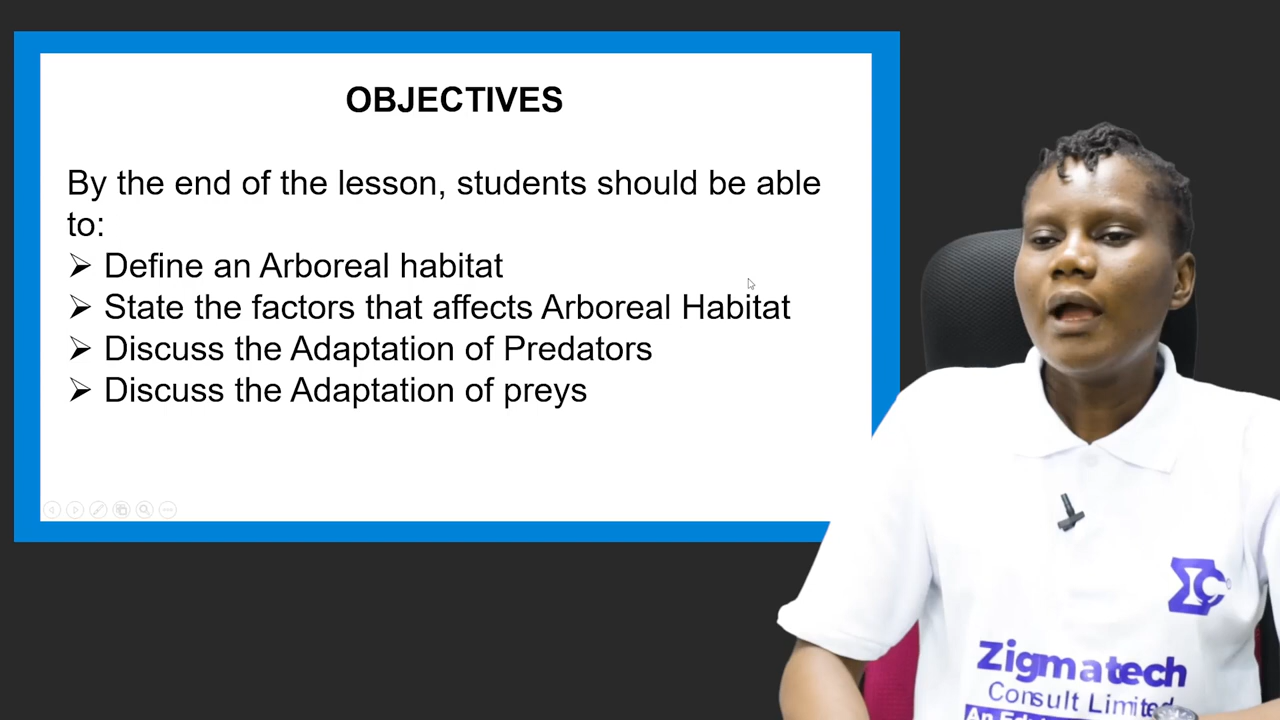 OBJECTIVES
By the end of the lesson, students should be able
to:
➢ Define an Arboreal habitat
➢ State the factors that affects Arboreal Habitat
➢ Discuss the Adaptation of Predators
➢ Discuss the Adaptation of preys
Zigmatech
Consult Limited
An